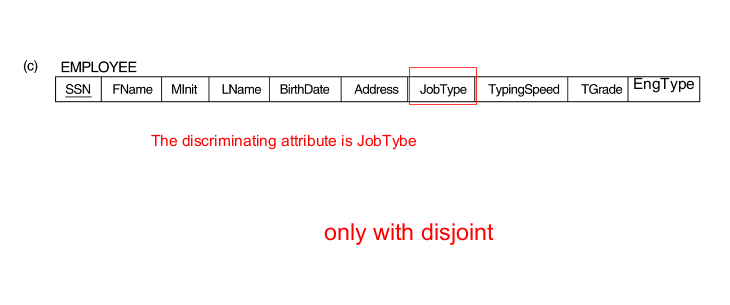 (c) EMPLOYEE
SSN FName MInit LName BirthDate Address JobType TypingSpeed TGrade EngType
The discriminating attribute is JobTybe
only with disjoint